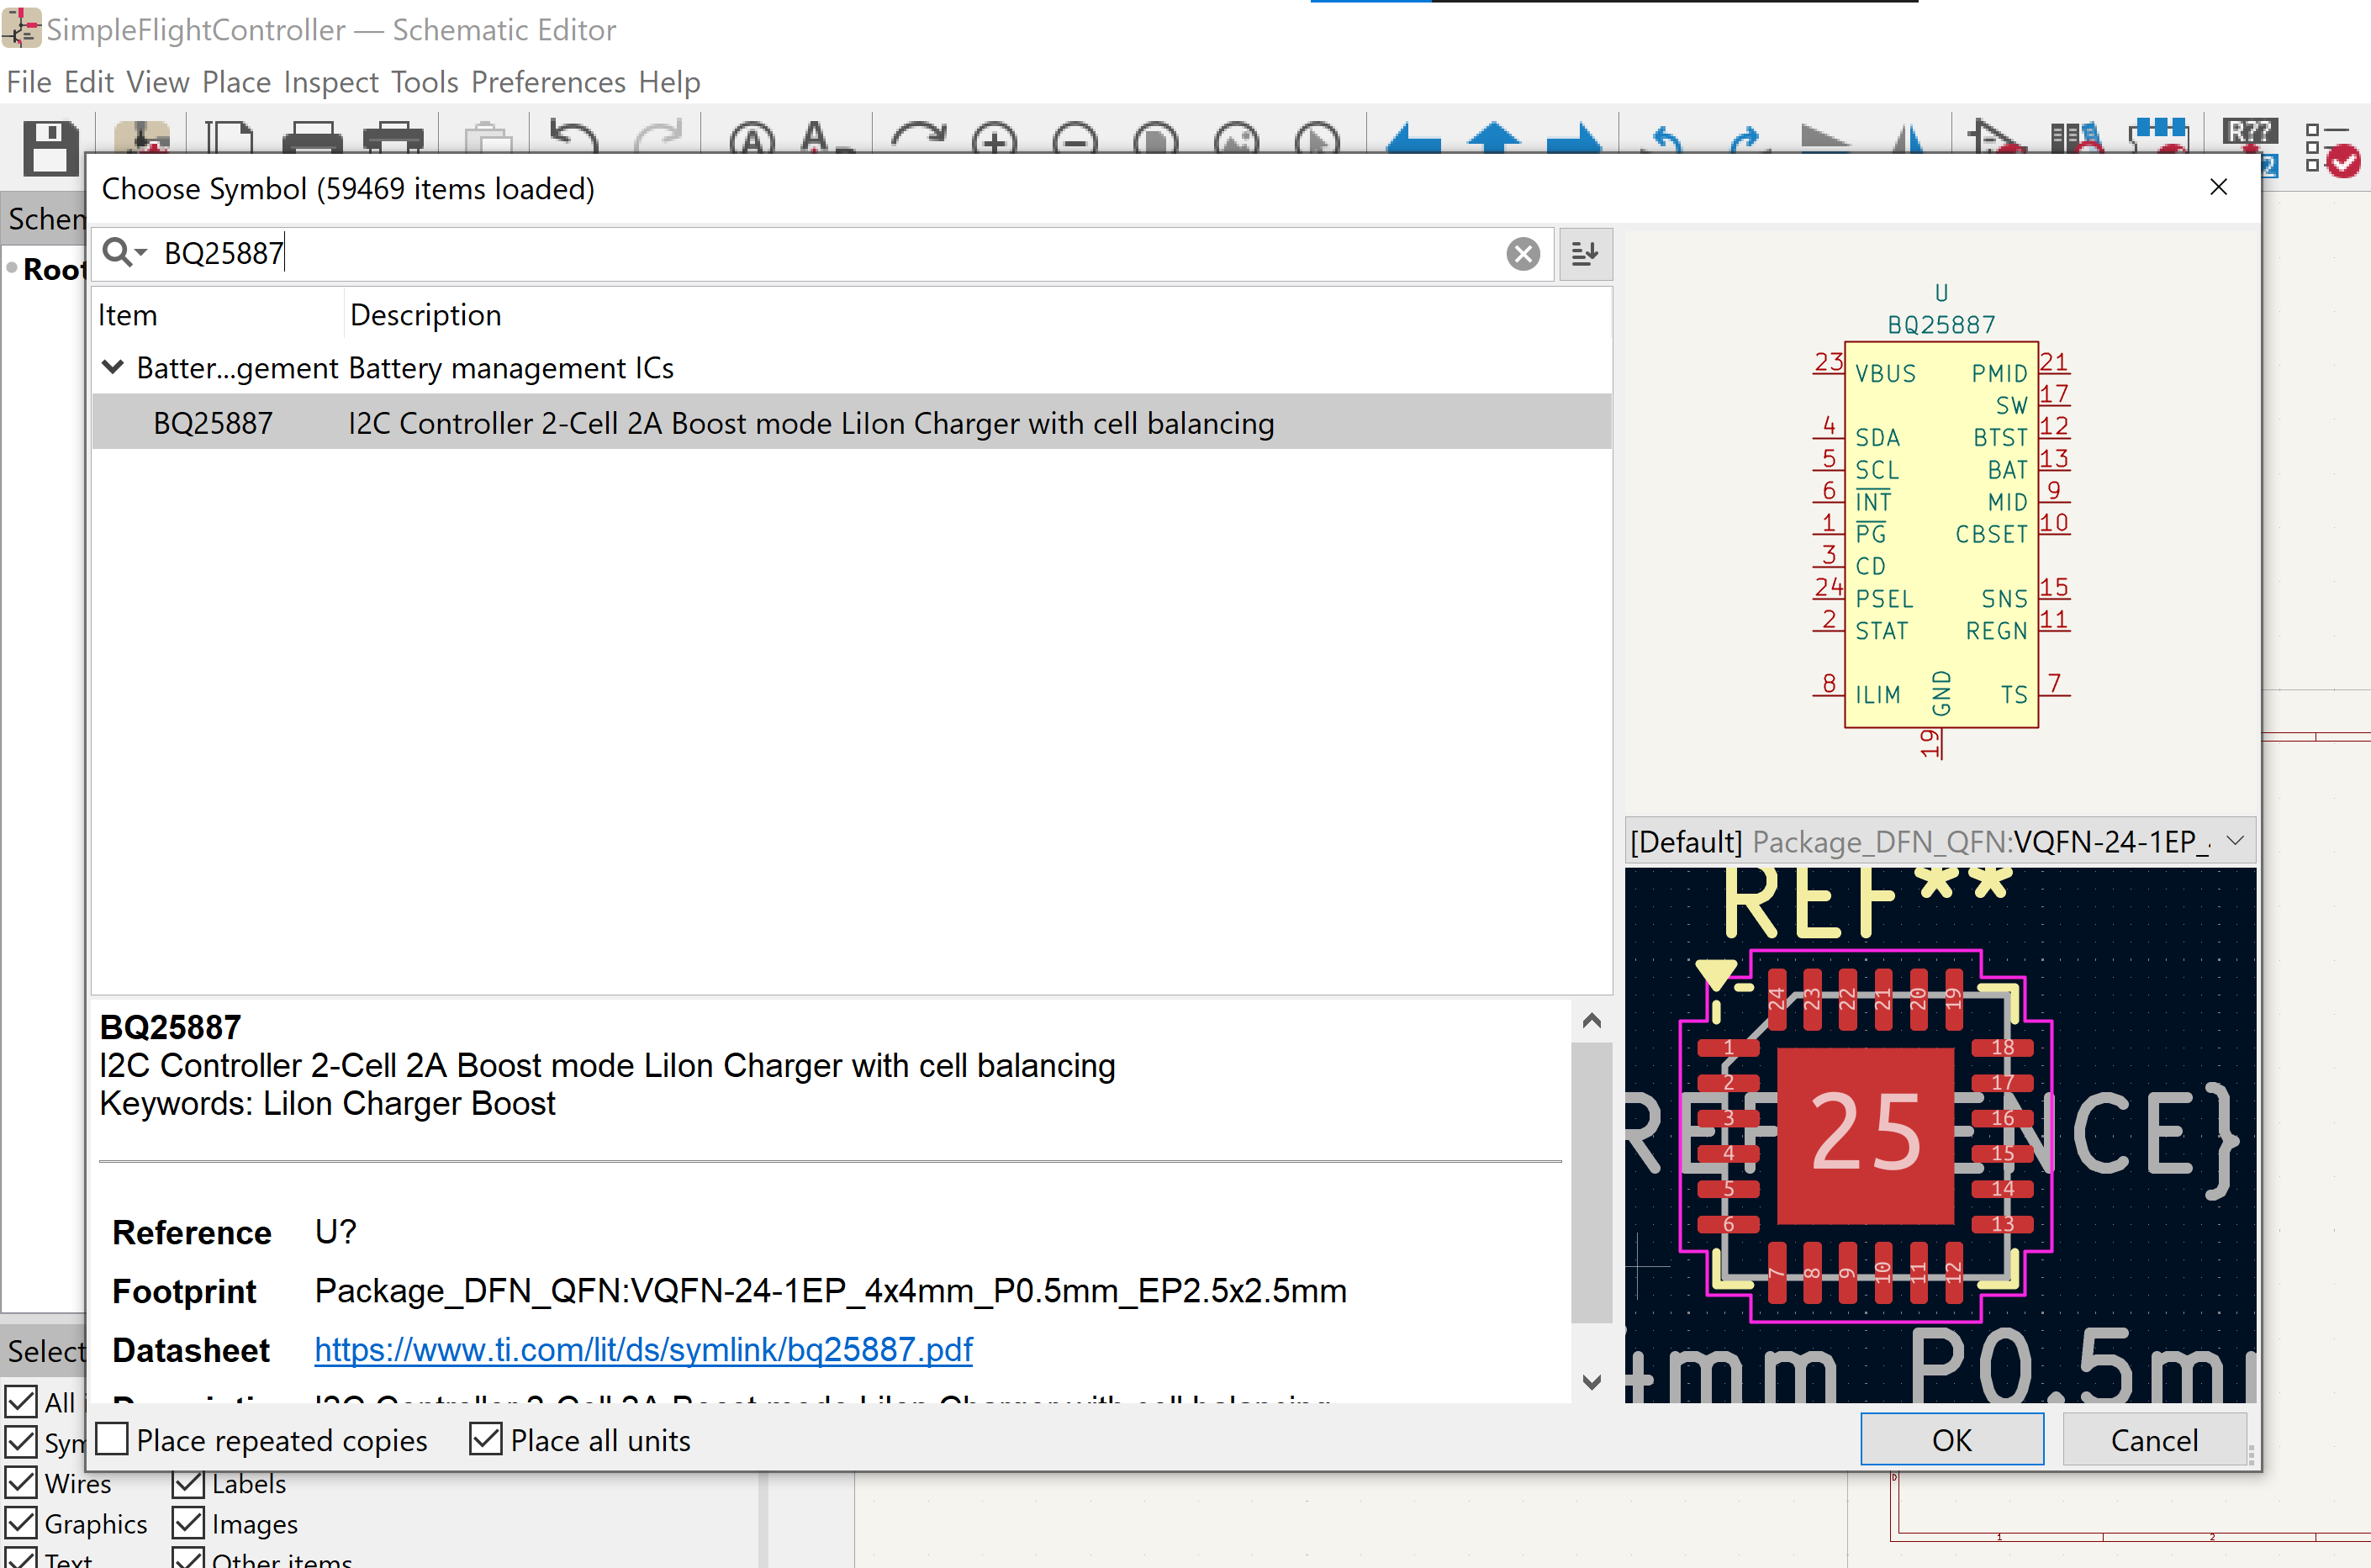 SimpleFlightController — Schematic Editor
File Edit View Place Inspect Tools Preferences Help
Choose Symbol (59469 items loaded)
BQ25887
Item Description
Batter...gement Battery management ICs
BQ25887 I2C Controller 2-Cell 2A Boost mode LiIon Charger with cell balancing
BQ25887
I2C Controller 2-Cell 2A Boost mode LiIon Charger with cell balancing
Keywords: LiIon Charger Boost
Reference U?
Footprint Package_DFN_QFN:VQFN-24-1EP_4x4mm_P0.5mm_EP2.5x2.5mm
Datasheet https://www.ti.com/lit/ds/symlink/bq25887.pdf
I2C Controller 2-Cell 2A Boost mode LiIon Charger with cell balancing
Place repeated copies
Place all units
OK
Cancel
U
BQ25887
23 VBUS PMID 21
SW 17
4 SDA BTST 12
5 SCL BAT 13
6 INT MID 9
1 PG CBSET 10
3 CD
24 PSEL SNS 15
2 STAT REGN 11
8 ILIM GND TS 7
19
[Default] Package_DFN_QFN:VQFN-24-1EP_
REF**
24 23 22 21 20 19
1 18
2 17
3 16
4 15
5 14
6 13
25
7 8 9 10 11 12
ENCE}
4mm P0.5m
Root
Select
All
Wires
Labels
Graphics
Images
Text
Other items
R??
1 2